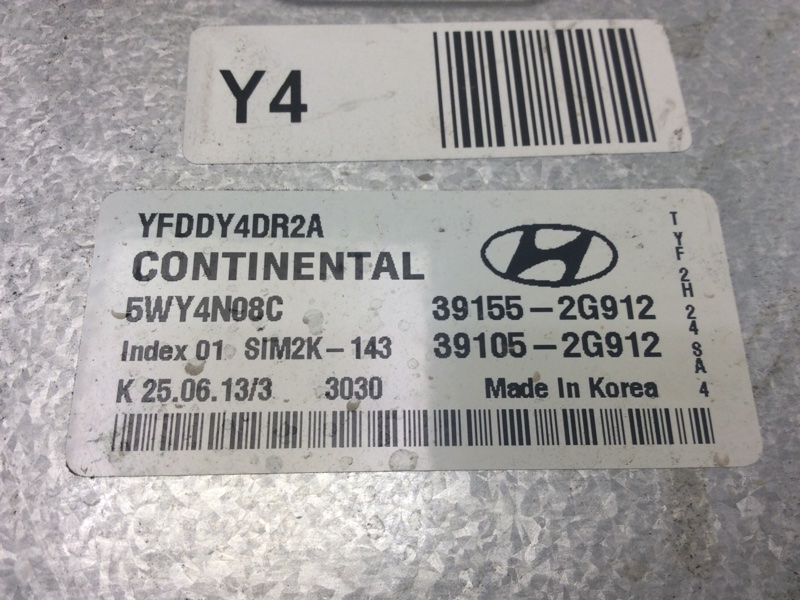 Y4
YFDDY4DR2A
CONTINENTAL
5WY4N08C 39155-2G912
Index 01 SIM2K-143 39105-2G912
K 25.06.13/3 3030 Made In Korea
T YF 2H 24 SA 4